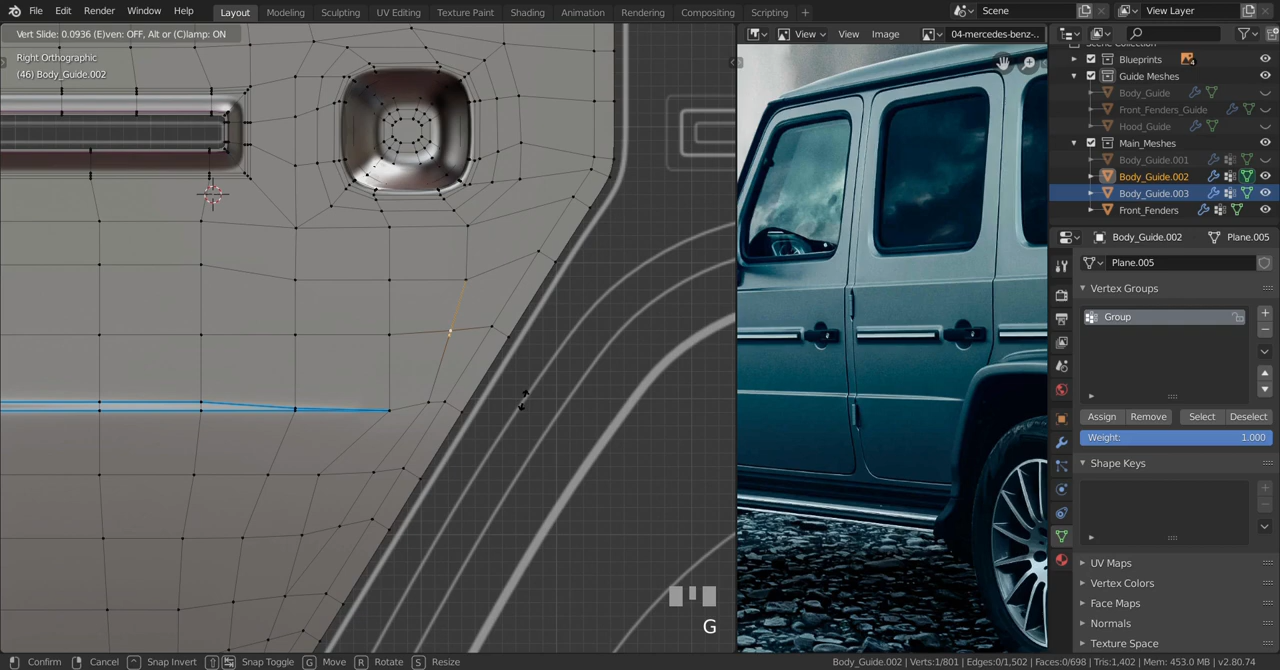 File Edit Render Window Help Layout Modeling Sculpting UV Editing Texture Paint Shading Animation Rendering Compositing Scripting + Scene View Layer
Vert Slide: 0.0936 (E)ven: OFF, Alt or (C)lamp: ON
Right Orthographic
(46) Body_Guide.002
View View Image 04-mercedes-benz-..
Blueprints
Guide Meshes
Body_Guide
Front_Fenders_Guide
Hood_Guide
Main_Meshes
Body_Guide.001
Body_Guide.002
Body_Guide.003
Front_Fenders
Body_Guide.002 Plane.005
Plane.005
Vertex Groups
Group
Assign Remove Select Deselect
Weight: 1.000
Shape Keys
UV Maps
Vertex Colors
Face Maps
Normals
Texture Space
G
Confirm Cancel Snap Invert Snap Toggle G Move R Rotate S Resize Body_Guide.002 | Verts:1/801 | Edges:0/1,502 | Faces:0/698 | Tris:1,402 | Mem: 453.0 MB | v2.80.74